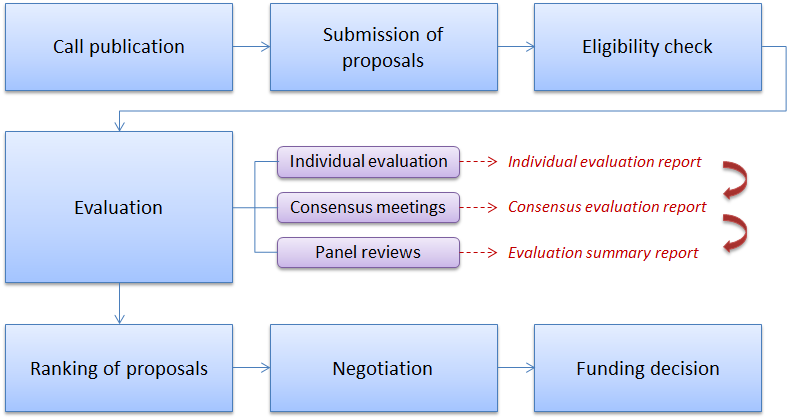 Call publication
Submission of
proposals
Eligibility check
Evaluation
Individual evaluation
Individual evaluation report
Consensus meetings
Consensus evaluation report
Panel reviews
Evaluation summary report
Ranking of proposals
Negotiation
Funding decision